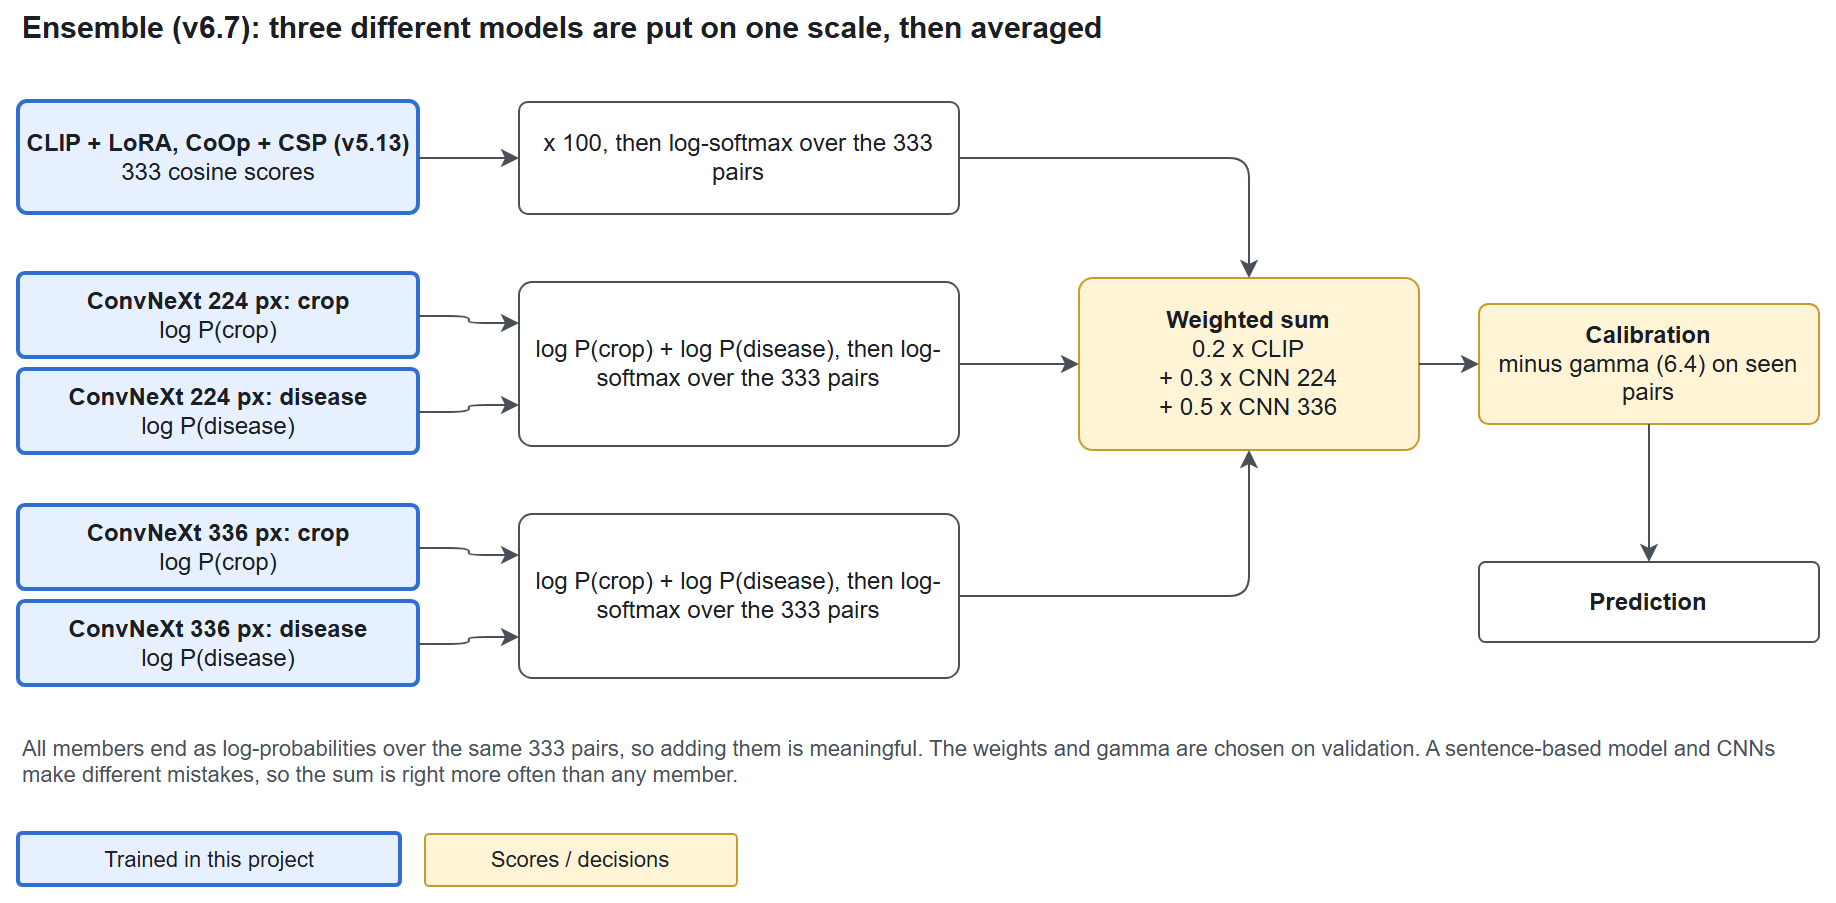 Ensemble (v6.7): three different models are put on one scale, then averaged
CLIP + LoRA, CoOp + CSP (v5.13)
333 cosine scores
x 100, then log-softmax over the 333
pairs
ConvNeXt 224 px: crop
log P(crop)
ConvNeXt 224 px: disease
log P(disease)
log P(crop) + log P(disease), then log-
softmax over the 333 pairs
Weighted sum
0.2 x CLIP
+ 0.3 x CNN 224
+ 0.5 x CNN 336
Calibration
minus gamma (6.4) on seen
pairs
ConvNeXt 336 px: crop
log P(crop)
ConvNeXt 336 px: disease
log P(disease)
log P(crop) + log P(disease), then log-
softmax over the 333 pairs
Prediction
All members end as log-probabilities over the same 333 pairs, so adding them is meaningful. The weights and gamma are chosen on validation. A sentence-based model and CNNs
make different mistakes, so the sum is right more often than any member.
Trained in this project
Scores / decisions